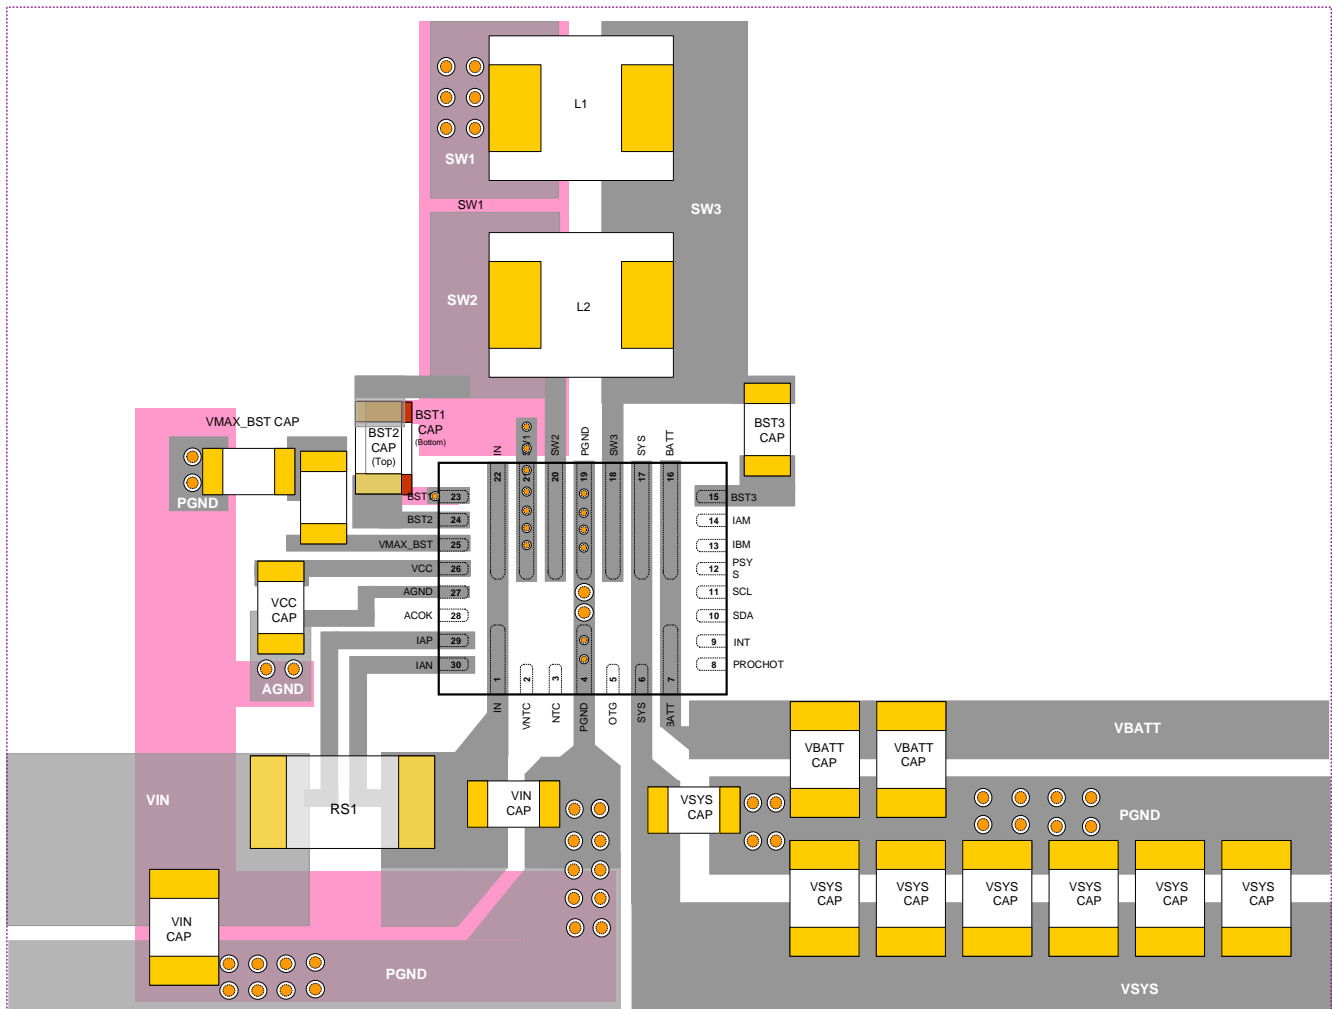 L1
SW1
SW1
SW3
SW2
L2
VMAX_BST CAP
BST1
CAP
(Bottom)
BST2
CAP
(Top)
BST3
CAP
PGND
IN
SW1
SW2
PGND
SW3
SYS
BATT
22
21
20
19
18
17
16
BST1 23
BST2 24
VMAX_BST 25
VCC 26
AGND 27
ACOK 28
IAP 29
IAN 30
15 BST3
14 IAM
13 IBM
12 PSY
S
11 SCL
10 SDA
9 INT
8 PROCHOT
VCC
CAP
AGND
1
2
3
4
5
6
7
IN
VNTC
NTC
PGND
OTG
SYS
BATT
VBATT
VBATT
CAP
VBATT
CAP
VIN
RS1
VIN
CAP
VSYS
CAP
PGND
VIN
CAP
VSYS
CAP
VSYS
CAP
VSYS
CAP
VSYS
CAP
VSYS
CAP
VSYS
CAP
PGND
VSYS